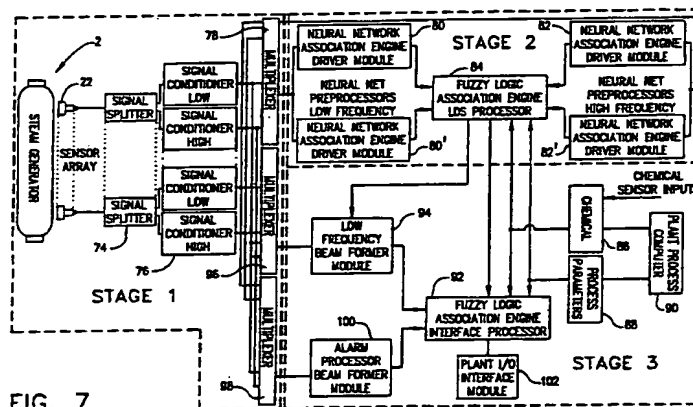 2
22
STEAM GENERATOR
SENSOR ARRAY
SIGNAL
SPLITTER
SIGNAL
SPLITTER
74
SIGNAL
CONDITIONER
LOW
SIGNAL
CONDITIONER
HIGH
SIGNAL
CONDITIONER
LOW
SIGNAL
CONDITIONER
HIGH
76
STAGE 1
78
MULTIPLEXER
MULTIPLEXER
96
MULTIPLEXER
98
NEURAL NETWORK
ASSOCIATION ENGINE
DRIVER MODULE
80
NEURAL NET
PREPROCESSORS
LOW FREQUENCY
NEURAL NETWORK
ASSOCIATION ENGINE
DRIVER MODULE
80'
STAGE 2
84
FUZZY LOGIC
ASSOCIATION ENGINE
LDS PROCESSOR
82
NEURAL NETWORK
ASSOCIATION ENGINE
DRIVER MODULE
NEURAL NET
PREPROCESSORS
HIGH FREQUENCY
NEURAL NETWORK
ASSOCIATION ENGINE
DRIVER MODULE
82'
CHEMICAL
SENSOR INPUTS
LOW
FREQUENCY
BEAM FORMER
MODULE
94
CHEMICAL
86
PROCESS
PARAMETERS
88
PLANT PROCESS
COMPUTER
90
92
FUZZY LOGIC
ASSOCIATION ENGINE
INTERFACE PROCESSOR
100
ALARM
PROCESSOR
BEAM FORMER
MODULE
PLANT I/O
INTERFACE
MODULE
102
STAGE 3
FIG. 7